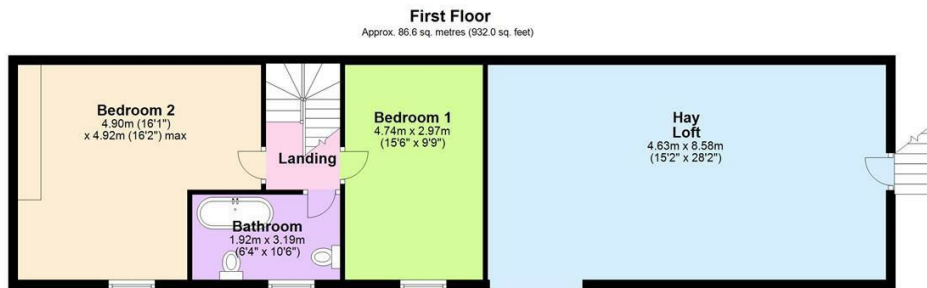 First Floor
Approx. 86.6 sq. metres (932.0 sq. feet)
Bedroom 2
4.90m (16'1")
x 4.92m (16'2") max
Landing
Bathroom
1.92m x 3.19m
(6'4" x 10'6")
Bedroom 1
4.74m x 2.97m
(15'6" x 9'9")
Hay
Loft
4.63m x 8.58m
(15'2" x 28'2")